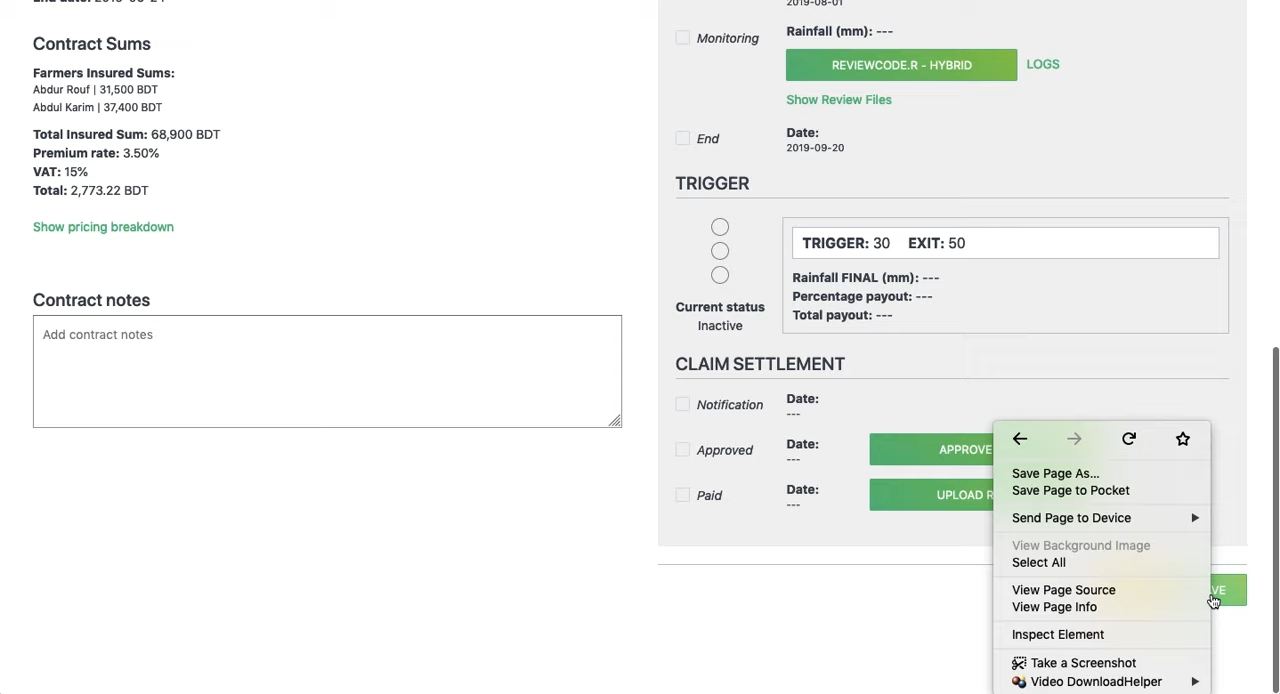 Contract Sums
Farmers Insured Sums:
Abdur Rouf | 31,500 BDT
Abdul Karim | 37,400 BDT
Total Insured Sum: 68,900 BDT
Premium rate: 3.50%
VAT: 15%
Total: 2,773.22 BDT
Show pricing breakdown
Contract notes
Add contract notes
2019-08-01
Monitoring
Rainfall (mm): ---
REVIEWCODE.R - HYBRID
LOGS
Show Review Files
End
Date:
2019-09-20
TRIGGER
TRIGGER: 30 EXIT: 50
Rainfall FINAL (mm): ---
Percentage payout: ---
Total payout: ---
Current status
Inactive
CLAIM SETTLEMENT
Notification
Date:
---
Approved
Date:
---
APPROVE
Paid
Date:
---
UPLOAD R
VE
Save Page As...
Save Page to Pocket
Send Page to Device
View Background Image
Select All
View Page Source
View Page Info
Inspect Element
Take a Screenshot
Video DownloadHelper